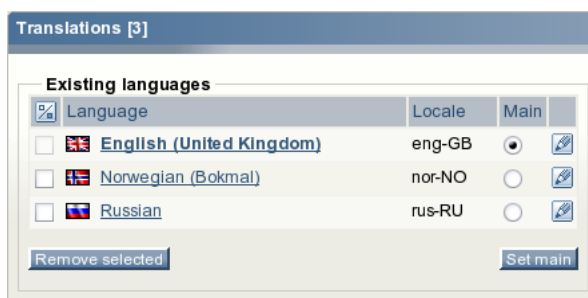 Translations [3]
Existing languages
Language Locale Main
English (United Kingdom) eng-GB
Norwegian (Bokmal) nor-NO
Russian rus-RU
Remove selected Set main